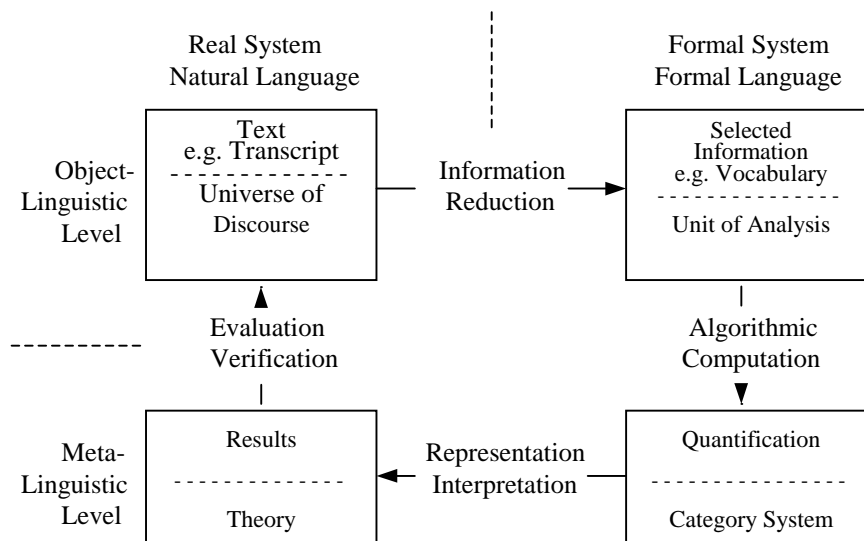 Real System
Natural Language
Formal System
Formal Language
Object-
Linguistic
Level
Text
e.g. Transcript
Universe of
Discourse
Information
Reduction
Selected
Information
e.g. Vocabulary
Unit of Analysis
Evaluation
Verification
Algorithmic
Computation
Meta-
Linguistic
Level
Results
Theory
Representation
Interpretation
Quantification
Category System